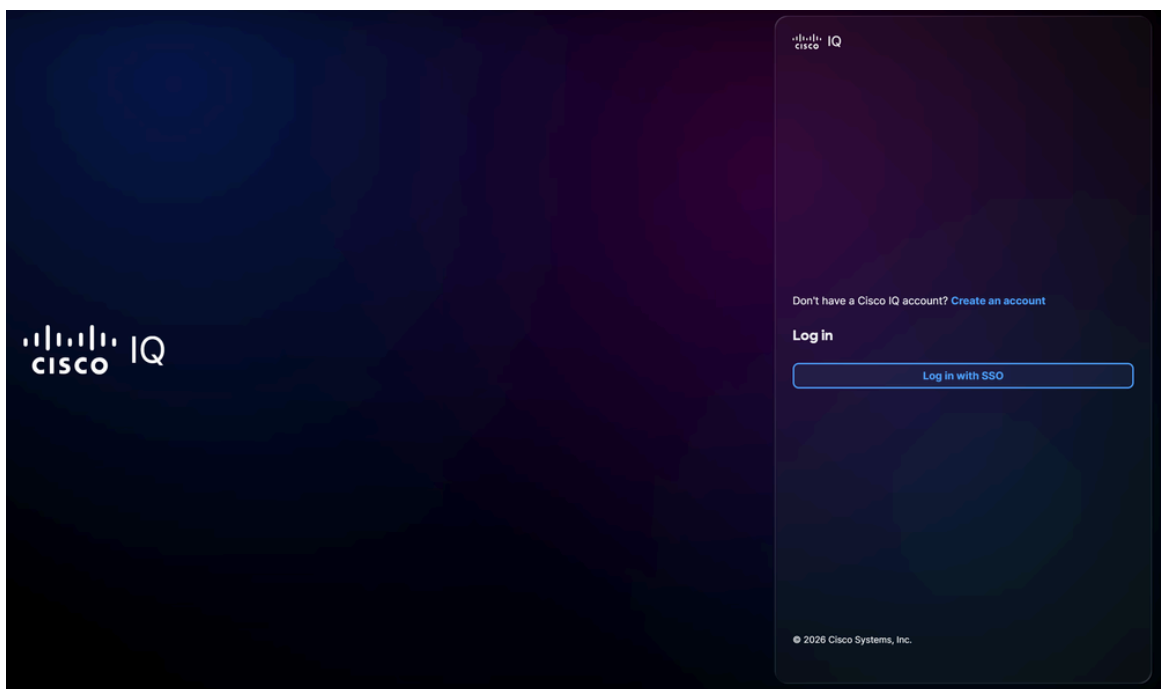 cisco IQ
cisco IQ
Don't have a Cisco IQ account? Create an account
Log in
Log in with SSO
© 2026 Cisco Systems, Inc.